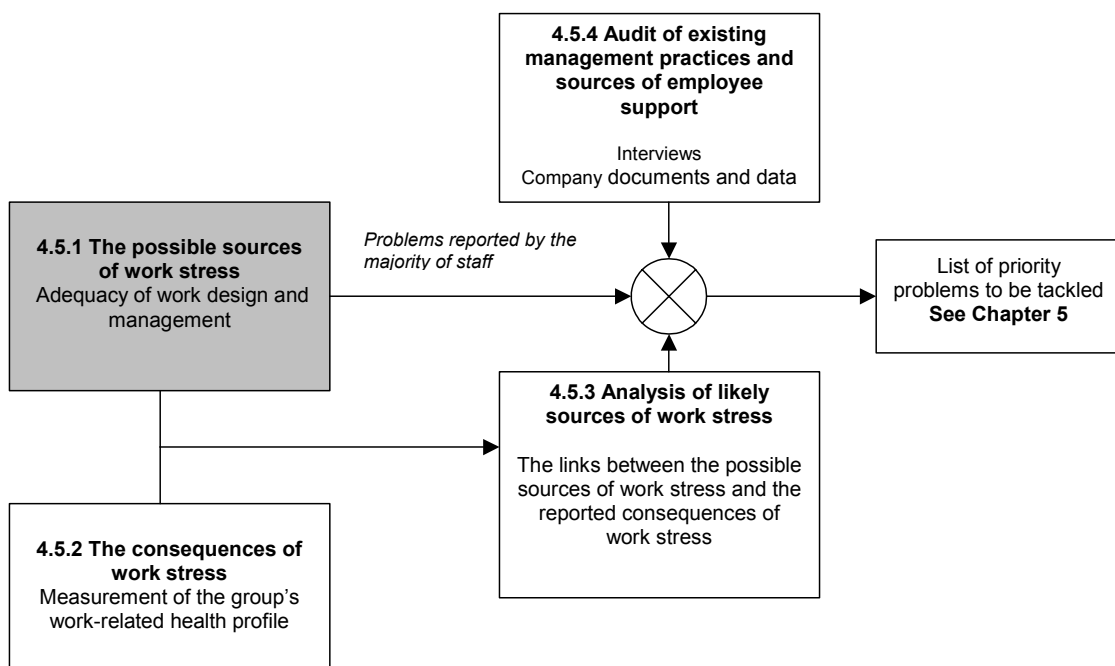 4.5.4 Audit of existing
management practices and
sources of employee
support
Interviews
Company documents and data
4.5.1 The possible sources
of work stress
Adequacy of work design and
management
Problems reported by the
majority of staff
List of priority
problems to be tackled
See Chapter 5
4.5.3 Analysis of likely
sources of work stress
The links between the possible
sources of work stress and the
reported consequences of
work stress
4.5.2 The consequences of
work stress
Measurement of the group’s
work-related health profile